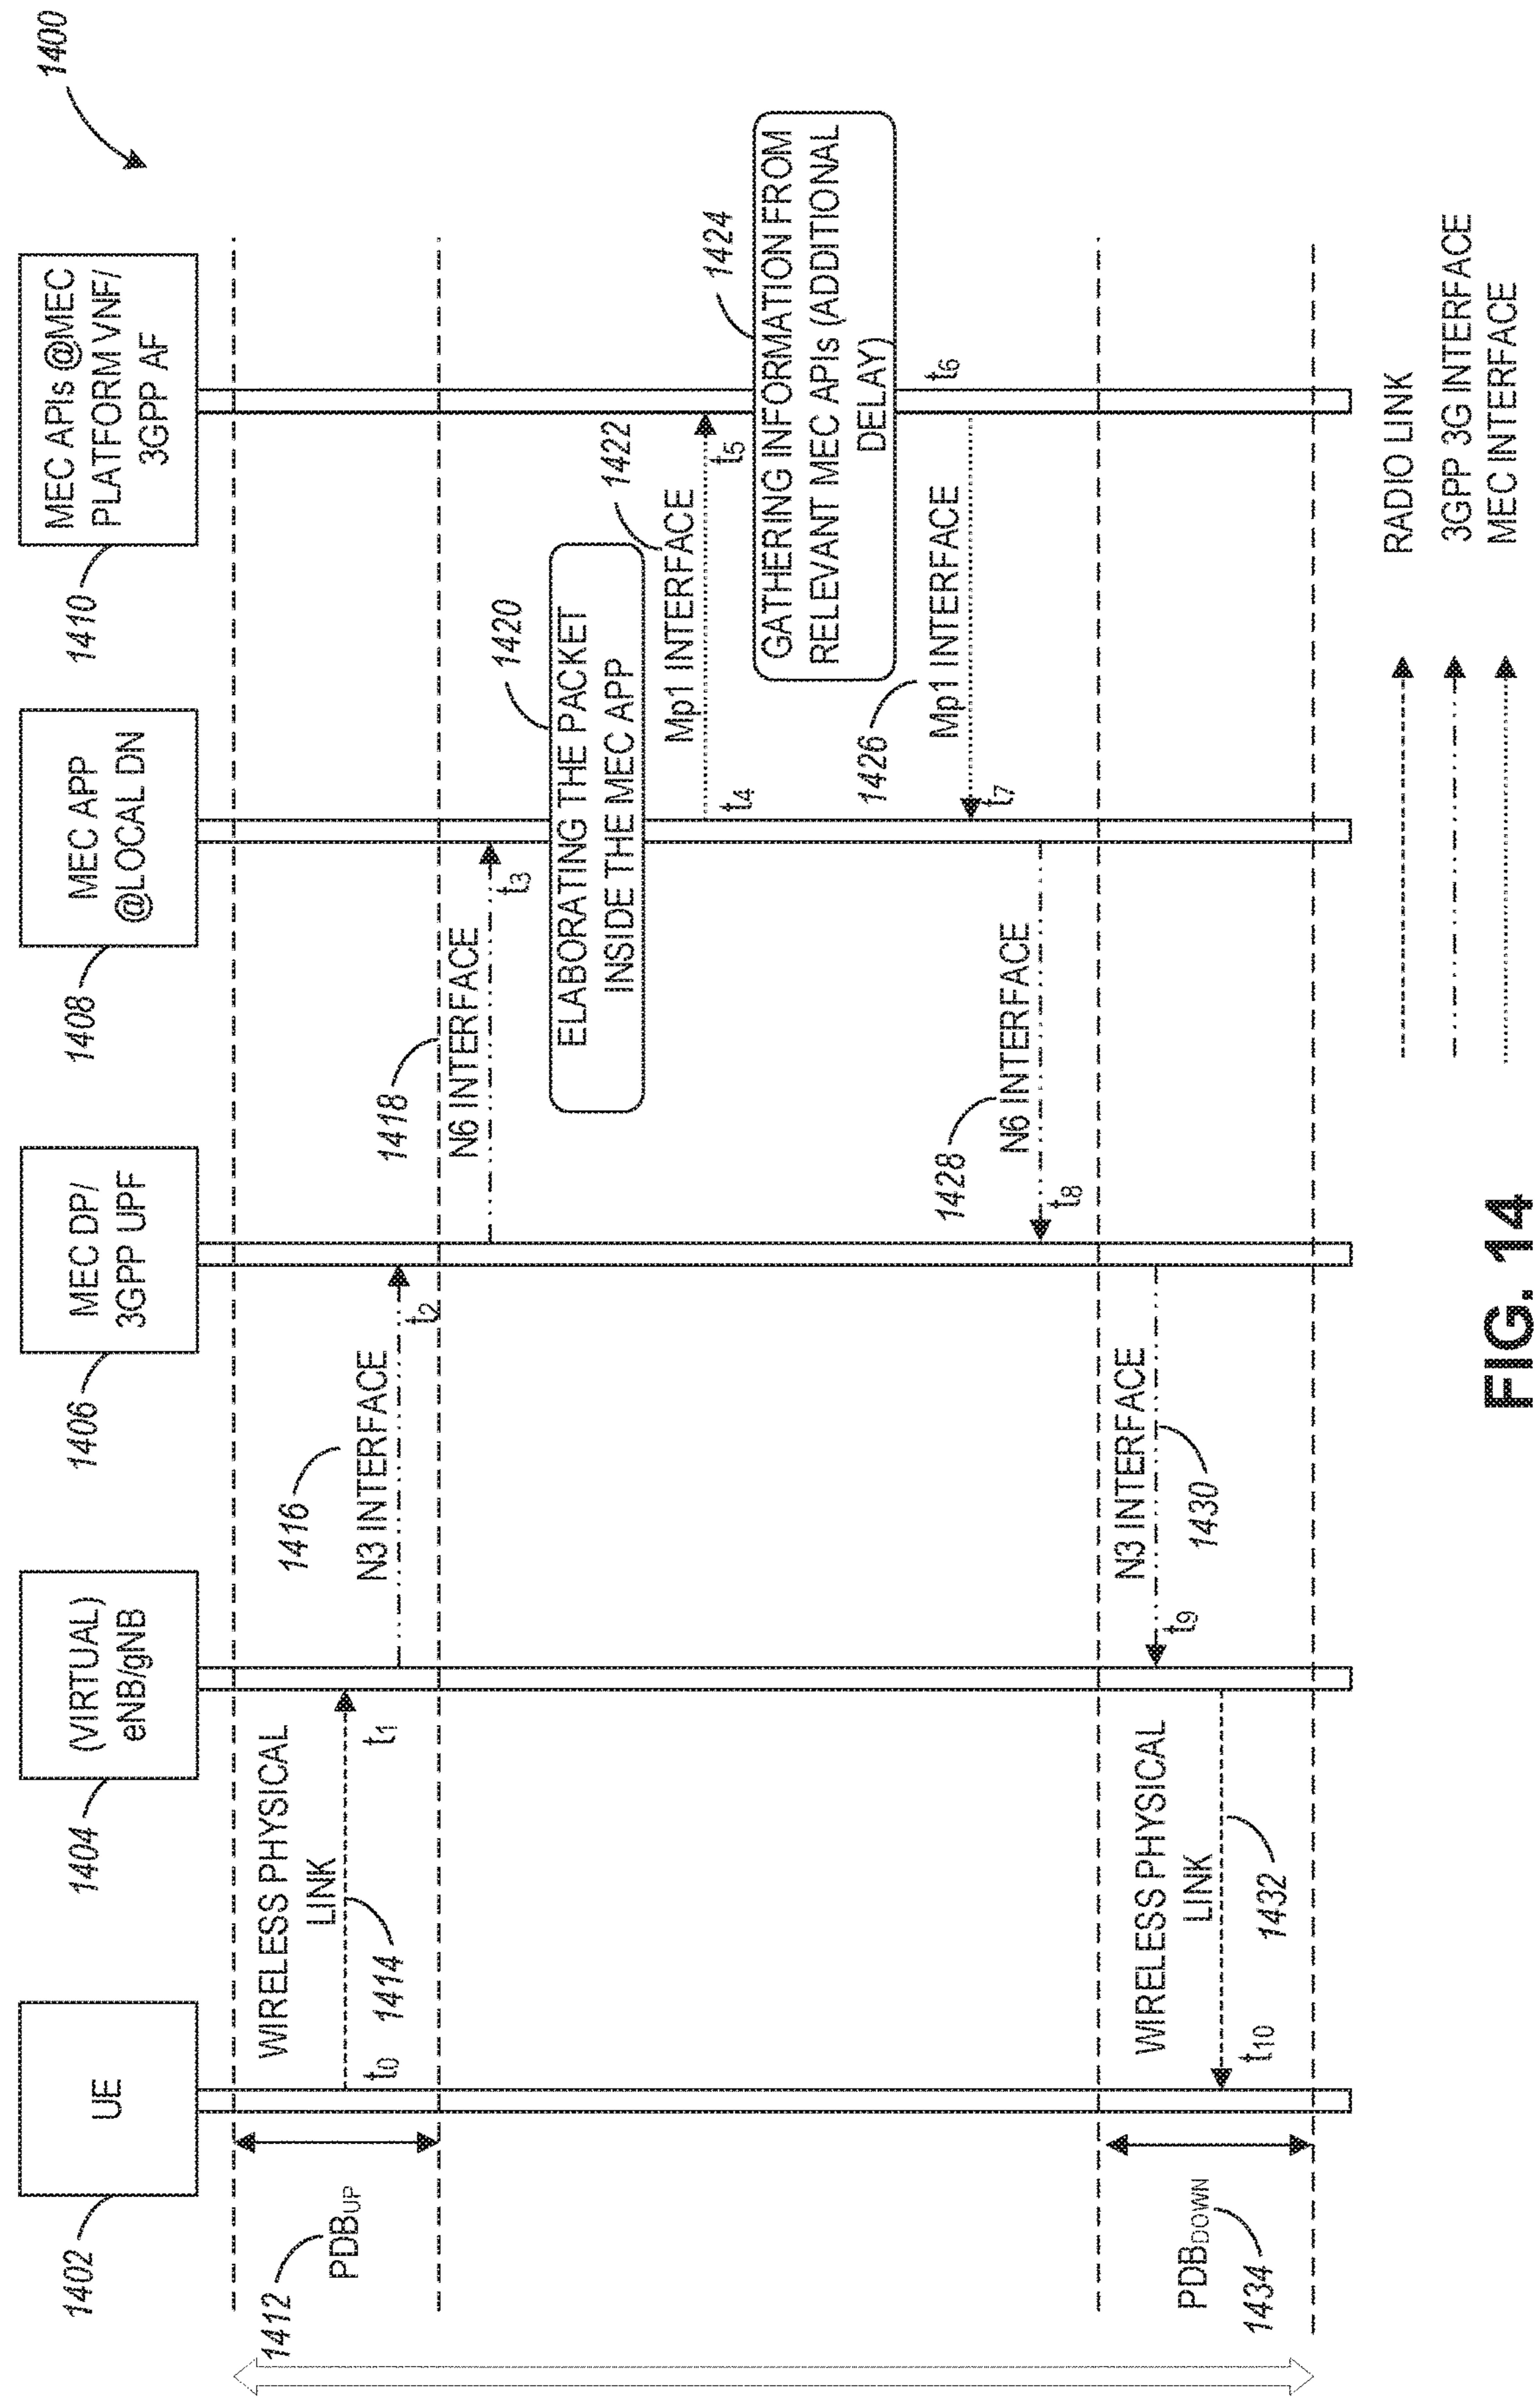 1400
UE
1402
(VIRTUAL)
eNB/gNB
1404
MEC DP/
3GPP UPF
1406
MEC APP
@LOCAL DN
1408
MEC APIs @MEC
PLATFORM VNF/
3GPP AF
1410
1412
PDBUP
WIRELESS PHYSICAL
LINK
1414
t0
t1
1416
N3 INTERFACE
t2
1418
N6 INTERFACE
t3
1420
ELABORATING THE PACKET
INSIDE THE MEC APP
1422
Mp1 INTERFACE
t4
t5
1424
GATHERING INFORMATION FROM
RELEVANT MEC APIs (ADDITIONAL
DELAY)
t6
1426
Mp1 INTERFACE
t7
1428
N6 INTERFACE
t8
N3 INTERFACE
1430
t9
WIRELESS PHYSICAL
LINK
1432
t10
PDBDOWN
1434
RADIO LINK
3GPP 3G INTERFACE
MEC INTERFACE
FIG. 14